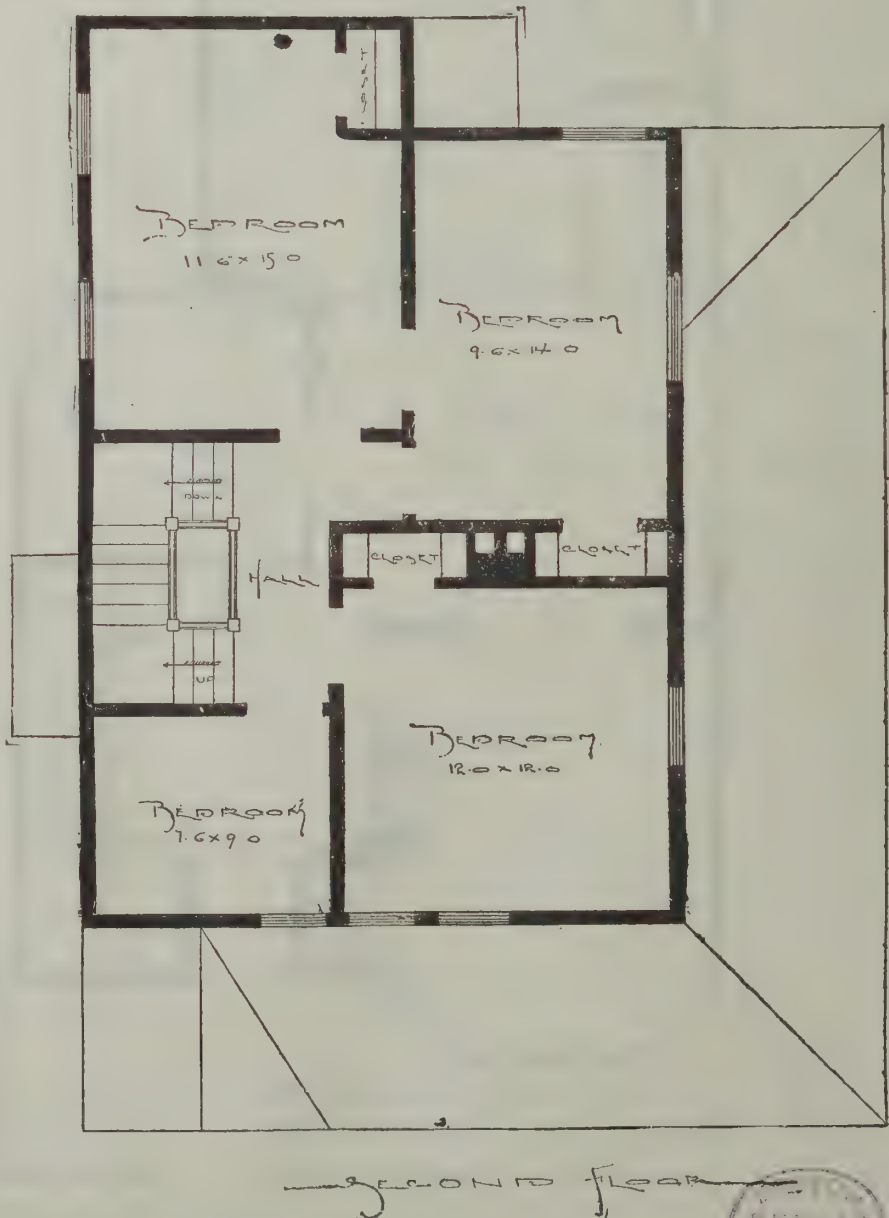 CLOSET
BEDROOM
11 6 × 15 0
BEDROOM
9.6 × 14 0
DOWN
CLOSET
CLOSET
HALL
UP
BEDROOM
12.0 × 12.0
BEDROOM
7.6 × 9 0
SECOND FLOOR